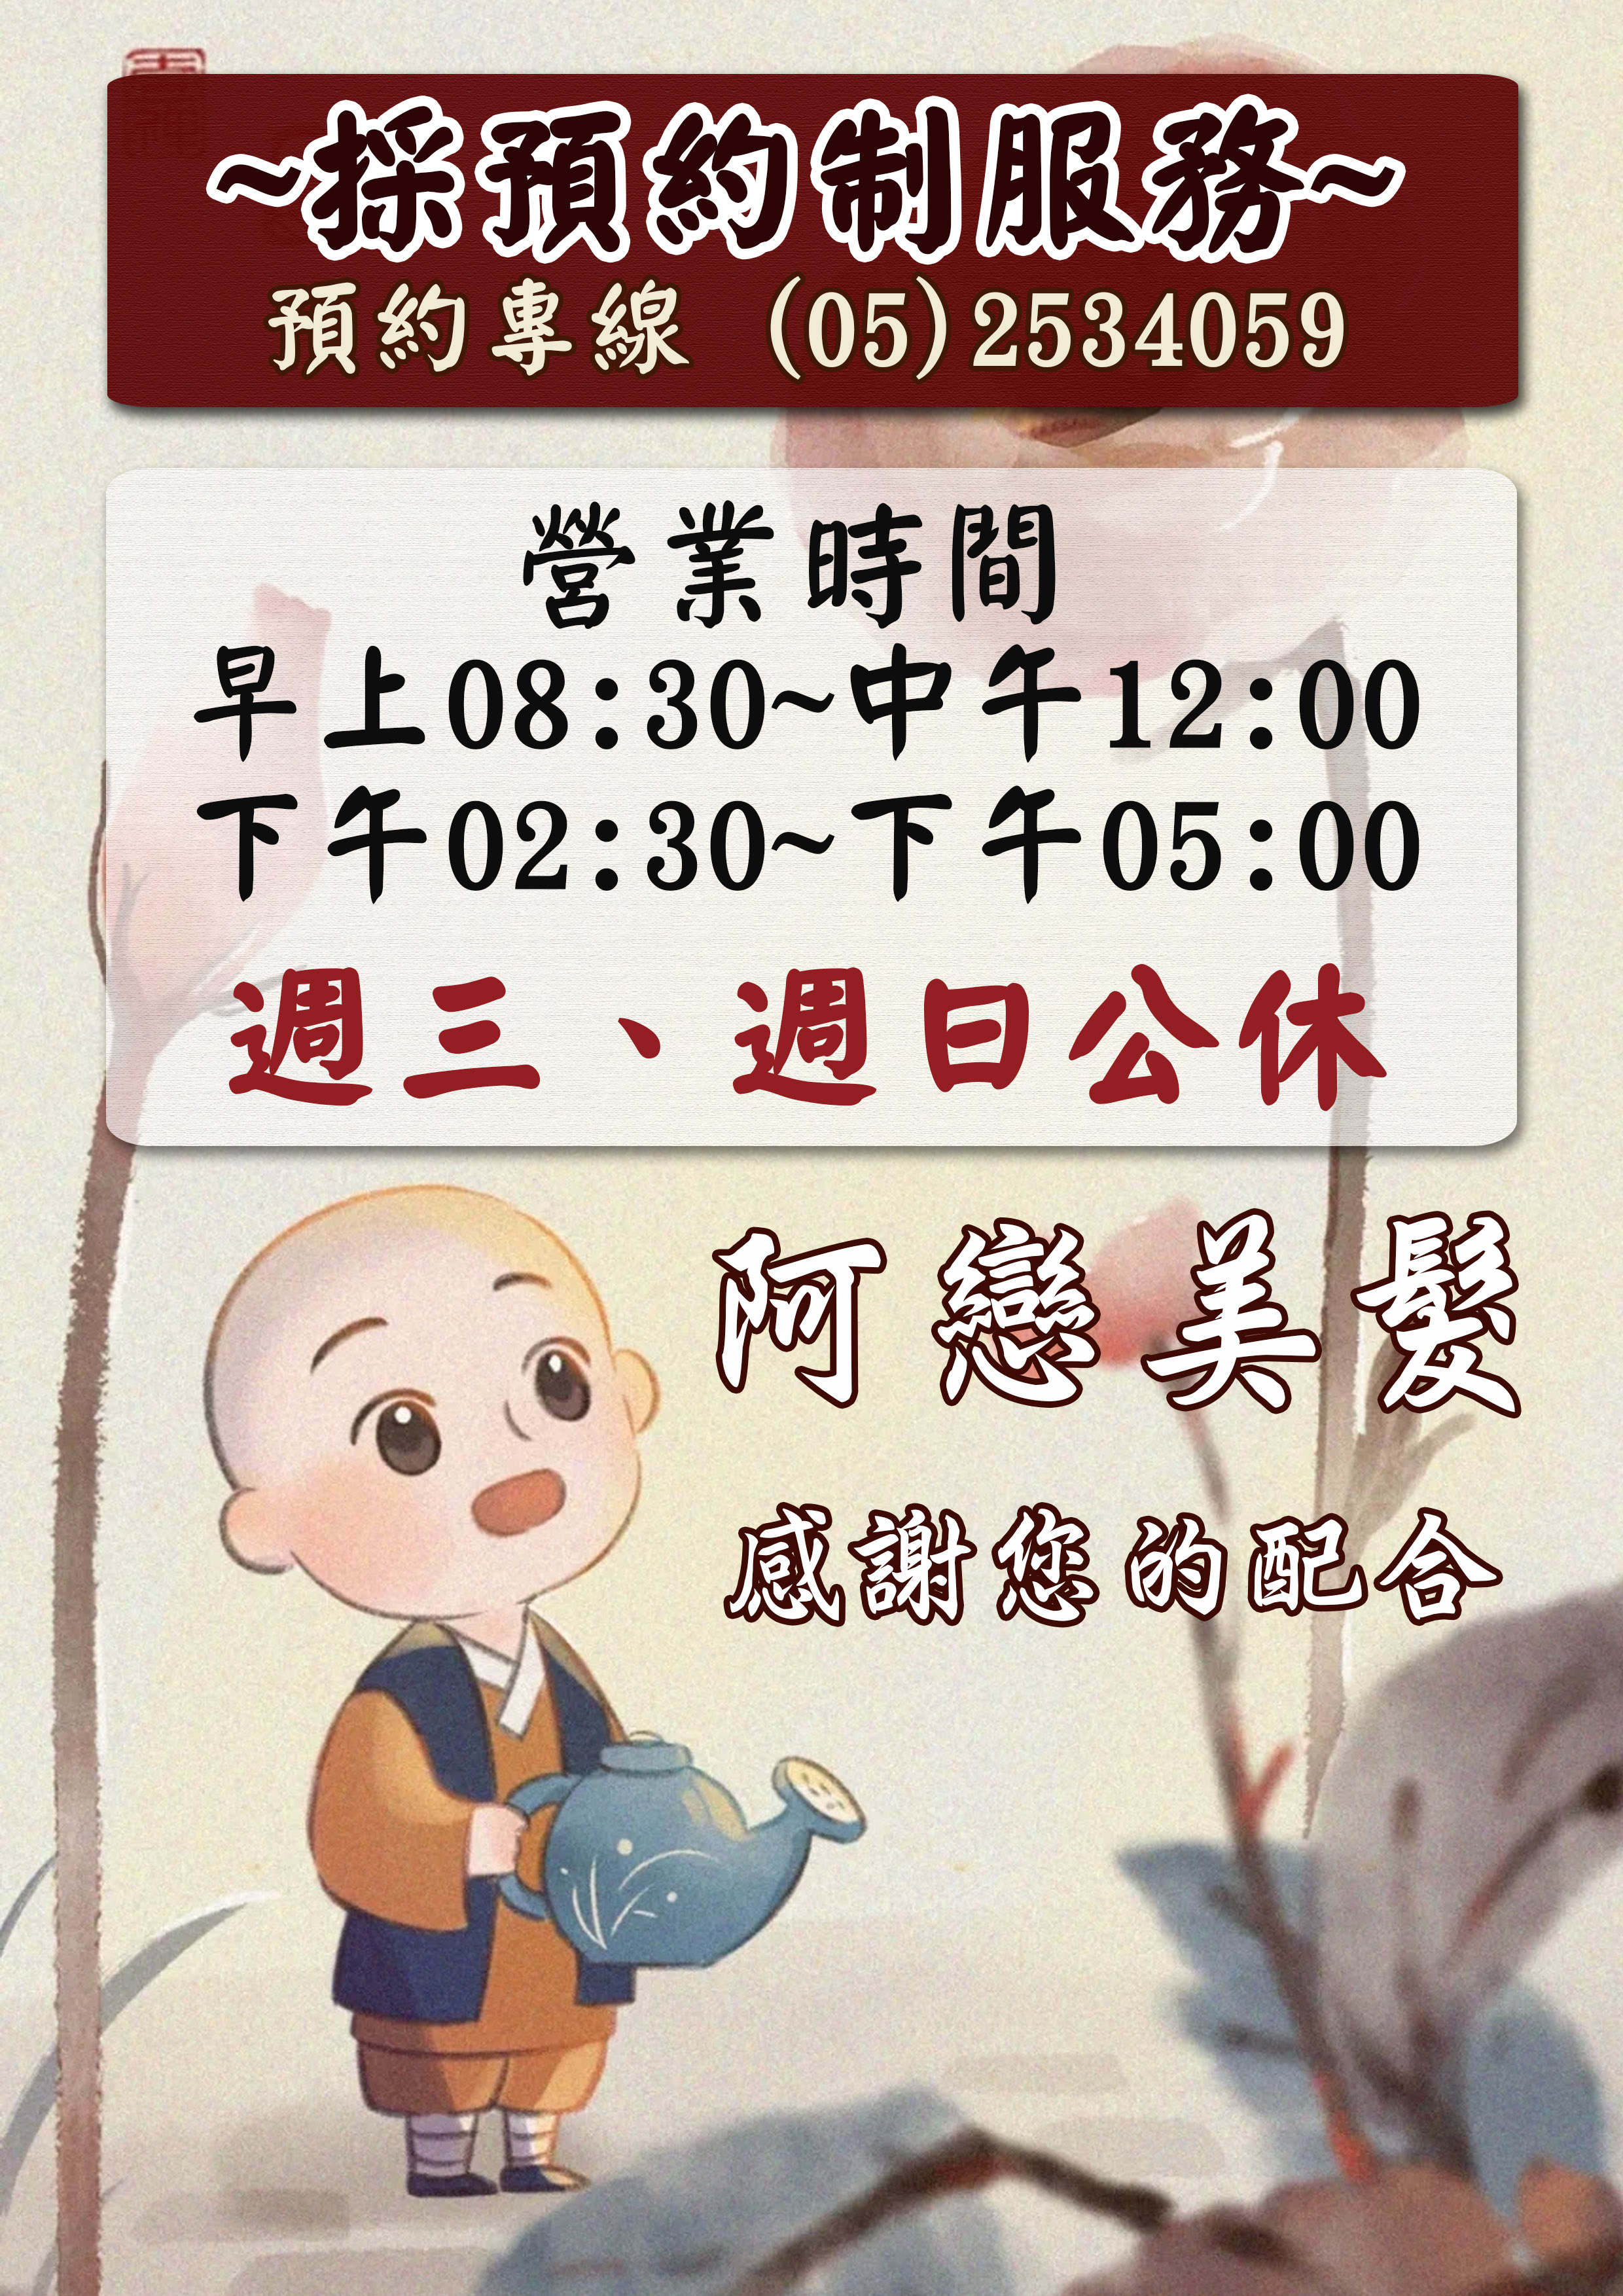 ~採預約制服務~
預約專線 (05)2534059
營業時間
早上08:30~中午12:00
下午02:30~下午05:00
週三、週日公休
阿戀美髮
感謝您的配合